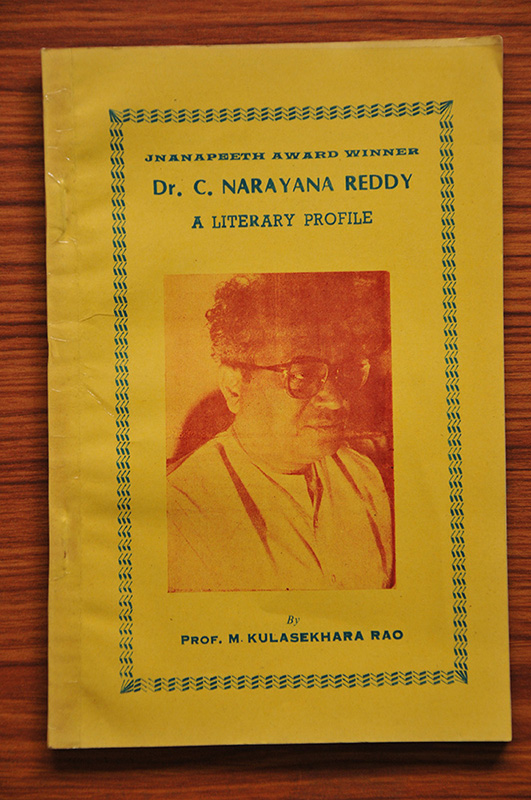 JNANAPEETH AWARD WINNER
Dr. C. NARAYANA REDDY
A LITERARY PROFILE
By
PROF. M. KULASEKHARA RAO